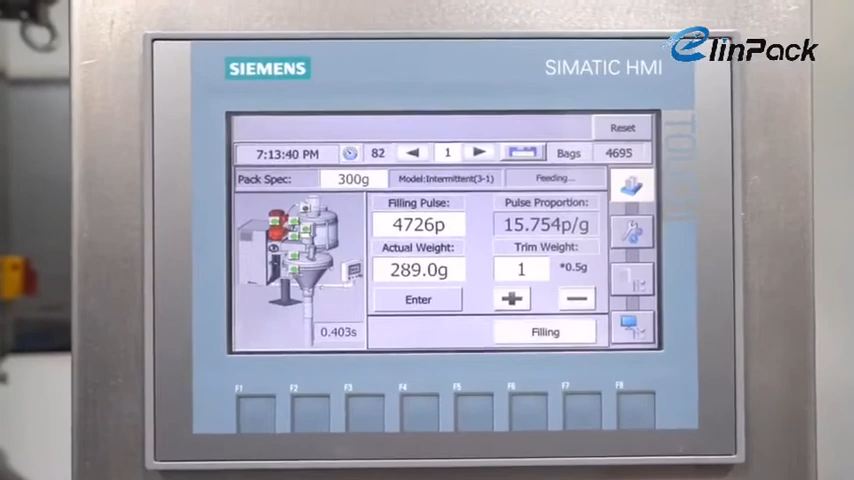 elinPack
SIEMENS
SIMATIC HMI
TOUCH
Reset
7:13:40 PM 82 1 Bags 4695
Pack Spec: 300g Model:Intermittent(3-1) Feeding...
Filling Pulse: Pulse Proportion:
4726p 15.754p/g
Actual Weight: Trim Weight:
289.0g 1 *0.5g
Enter
0.403s Filling
F1 F2 F3 F4 F5 F6 F7 F8